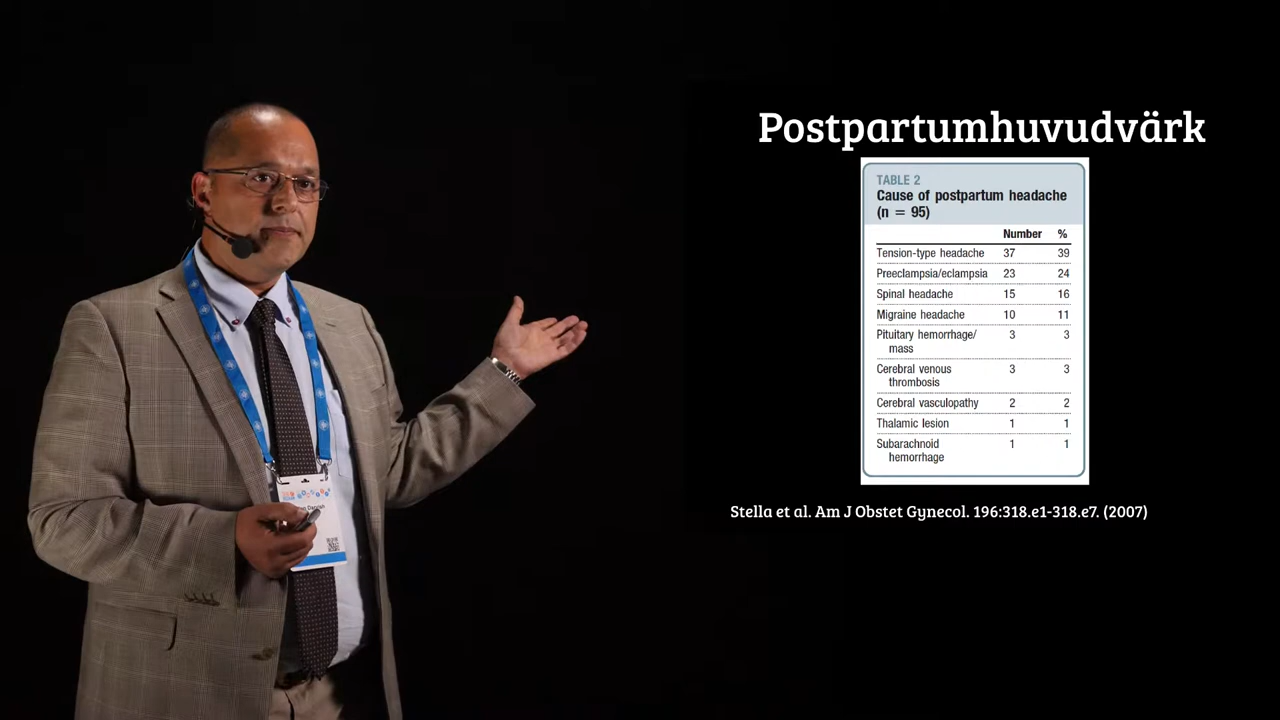 Postpartumhuvudvärk
TABLE 2
Cause of postpartum headache
(n = 95)
Number %
Tension-type headache 37 39
Preeclampsia/eclampsia 23 24
Spinal headache 15 16
Migraine headache 10 11
Pituitary hemorrhage/ 3 3
mass
Cerebral venous 3 3
thrombosis
Cerebral vasculopathy 2 2
Thalamic lesion 1 1
Subarachnoid 1 1
hemorrhage
Stella et al. Am J Obstet Gynecol. 196:318.e1-318.e7. (2007)